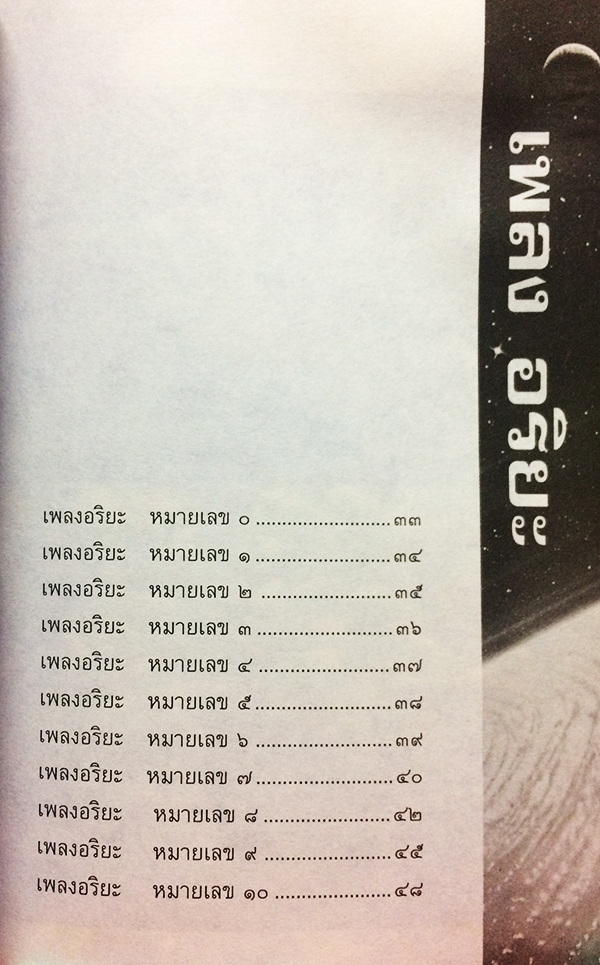 เพลง อริยะ
เพลงอริยะ หมายเลข ๐ ........................ ๓๓
เพลงอริยะ หมายเลข ๑ ........................ ๓๔
เพลงอริยะ หมายเลข ๒ ........................ ๓๕
เพลงอริยะ หมายเลข ๓ ........................ ๓๖
เพลงอริยะ หมายเลข ๔ ........................ ๓๗
เพลงอริยะ หมายเลข ๕ ........................ ๓๘
เพลงอริยะ หมายเลข ๖ ........................ ๓๙
เพลงอริยะ หมายเลข ๗ ........................ ๔๐
เพลงอริยะ หมายเลข ๘ ....................... ๔๒
เพลงอริยะ หมายเลข ๙ ....................... ๔๕
เพลงอริยะ หมายเลข ๑๐ ..................... ๔๘